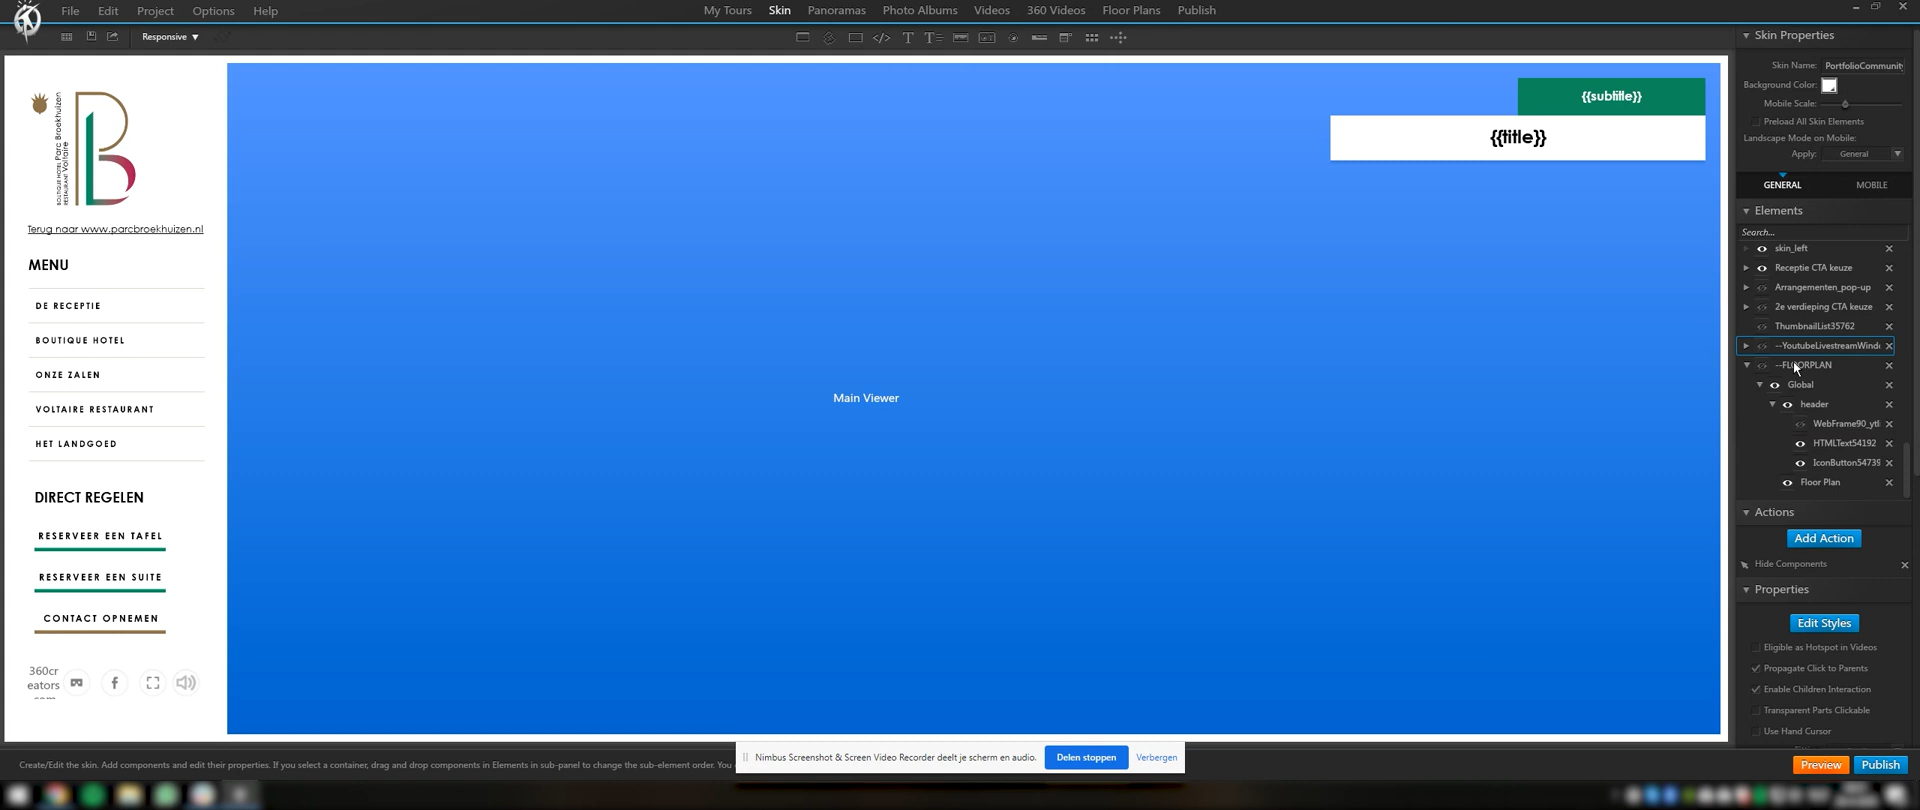 File Edit Project Options Help
My Tours Skin Panoramas Photo Albums Videos 360 Videos Floor Plans Publish
Responsive
BOUTIQUE HOTEL Parc Broekhuizen
RESTAURANT Voltaire
Terug naar www.parcbroekhuizen.nl
MENU
DE RECEPTIE
BOUTIQUE HOTEL
ONZE ZALEN
VOLTAIRE RESTAURANT
HET LANDGOED
DIRECT REGELEN
RESERVEER EEN TAFEL
RESERVEER EEN SUITE
CONTACT OPNEMEN
360cr
eators
{{subtitle}}
{{title}}
Main Viewer
Skin Properties
Skin Name: PortfolioCommunity
Background Color:
Mobile Scale:
Preload All Skin Elements
Landscape Mode on Mobile:
Apply: General
GENERAL MOBILE
Elements
Search...
skin_left
Receptie CTA keuze
Arrangementen_pop-up
2e verdieping CTA keuze
ThumbnailList35762
--YoutubeLivestreamWind
--FLOORPLAN
Global
header
WebFrame90_ytl
HTMLText54192
IconButton54739
Floor Plan
Actions
Add Action
Hide Components
Properties
Edit Styles
Eligible as Hotspot in Videos
Propagate Click to Parents
Enable Children Interaction
Transparent Parts Clickable
Use Hand Cursor
Create/Edit the skin. Add components and edit their properties. If you select a container, drag and drop components in Elements in sub-panel to change the sub-element order. You
Nimbus Screenshot & Screen Video Recorder deelt je scherm en audio. Delen stoppen Verbergen
Preview Publish